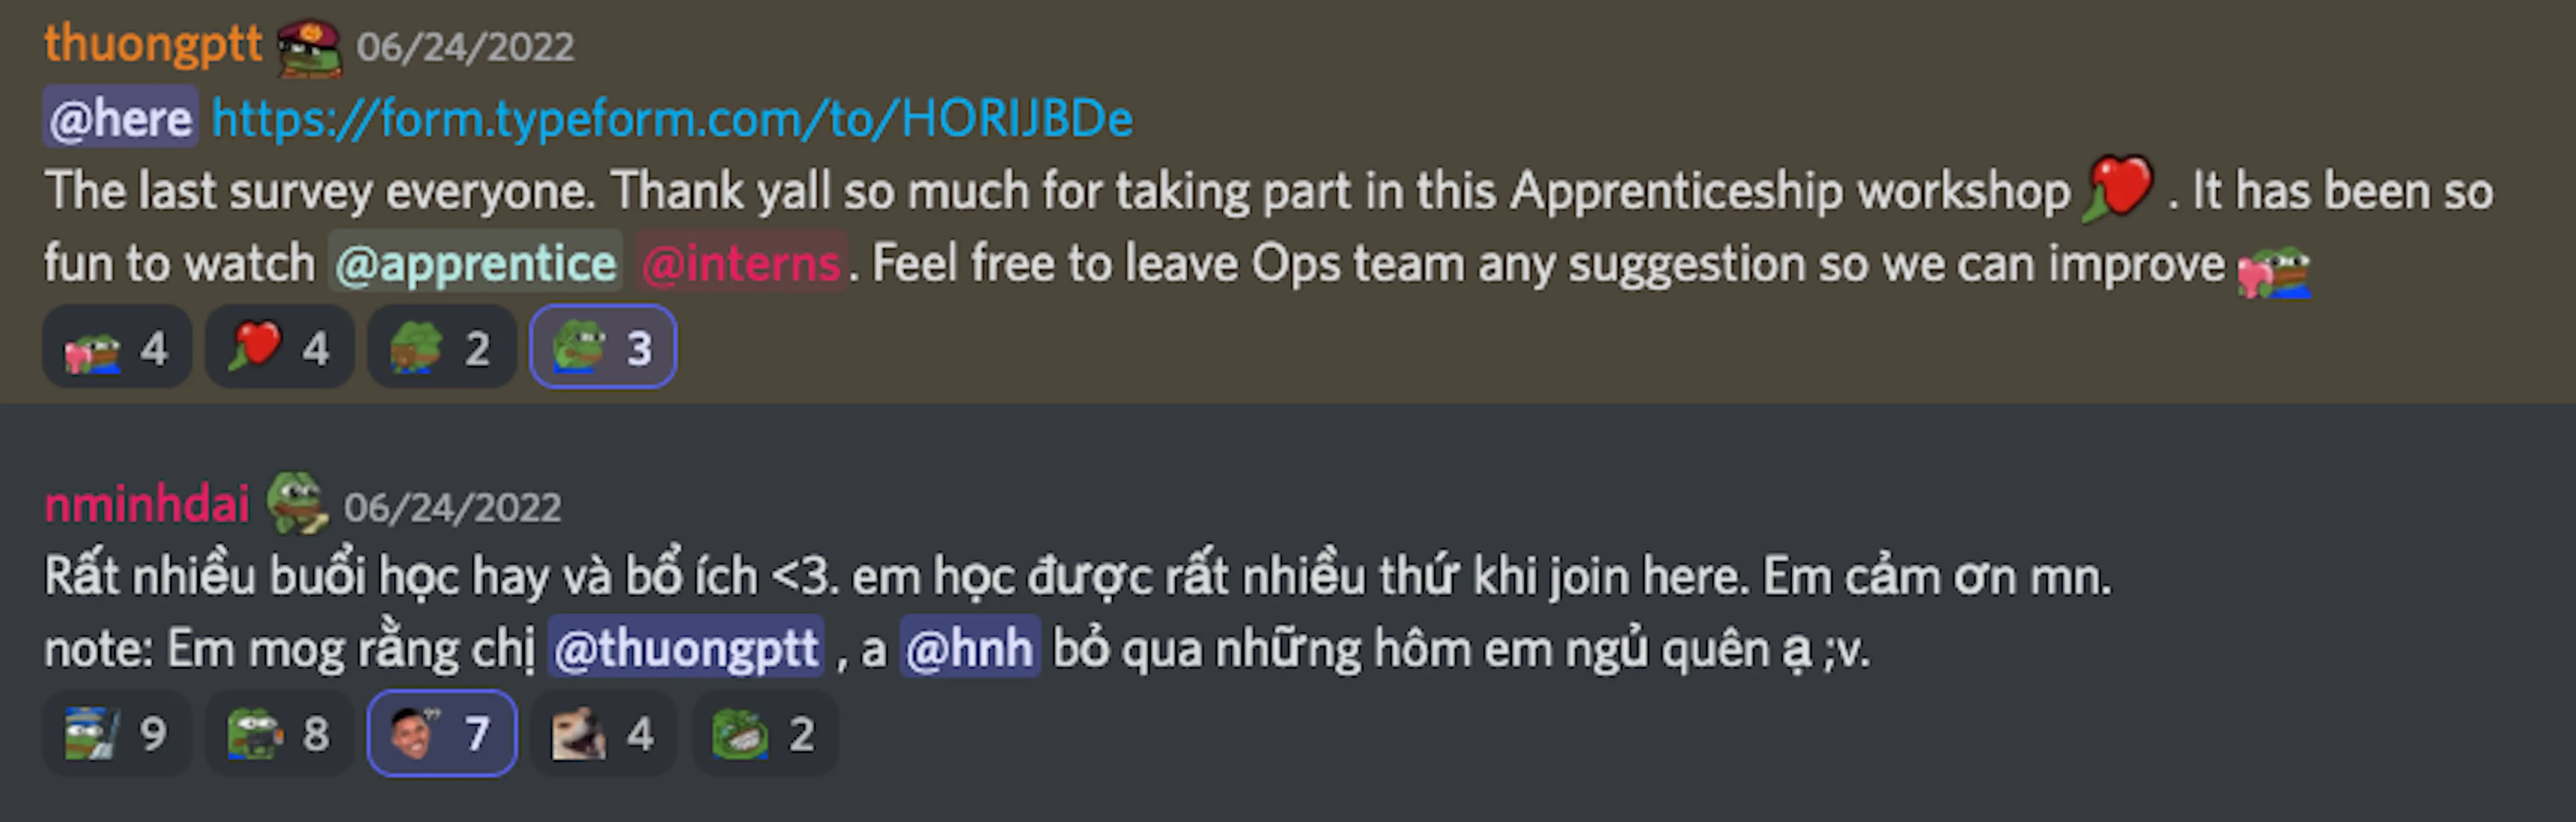 thuongptt 06/24/2022
@here https://form.typeform.com/to/HORIJBDe
The last survey everyone. Thank yall so much for taking part in this Apprenticeship workshop . It has been so
fun to watch @apprentice @interns. Feel free to leave Ops team any suggestion so we can improve
4 4 2 3
nminhdai 06/24/2022
Rất nhiều buổi học hay và bổ ích <3. em học được rất nhiều thứ khi join here. Em cảm ơn mn.
note: Em mog rằng chị @thuongptt , a @hnh bỏ qua những hôm em ngủ quên ạ ;v.
9 8 7 4 2